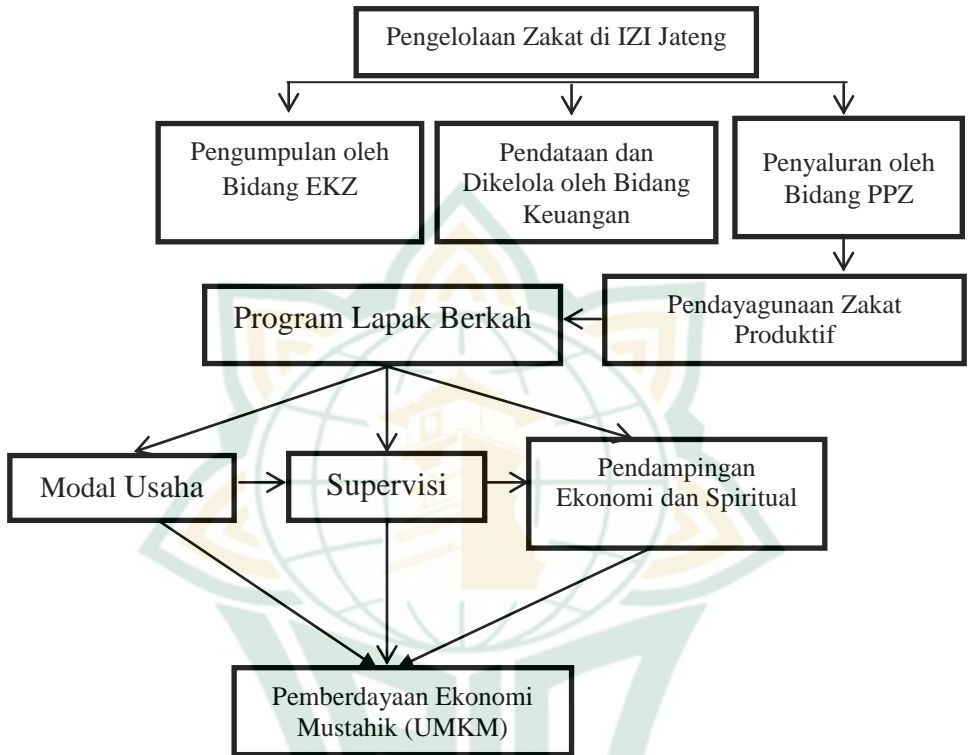 Pengelolaan Zakat di IZI Jateng
Pengumpulan oleh
Bidang EKZ
Pendataan dan
Dikelola oleh Bidang
Keuangan
Penyaluran oleh
Bidang PPZ
Pendayagunaan Zakat
Produktif
Program Lapak Berkah
Modal Usaha
Supervisi
Pendampingan
Ekonomi dan Spiritual
Pemberdayaan Ekonomi
Mustahik (UMKM)